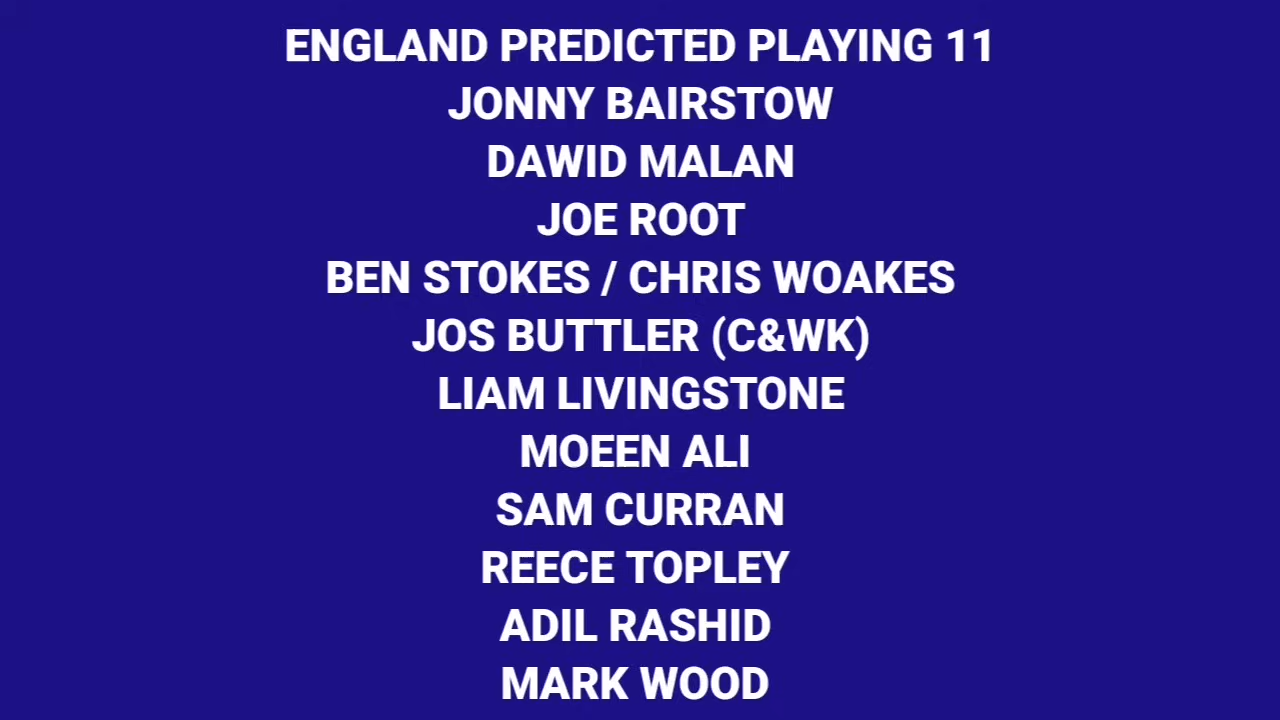 ENGLAND PREDICTED PLAYING 11
JONNY BAIRSTOW
DAWID MALAN
JOE ROOT
BEN STOKES / CHRIS WOAKES
JOS BUTTLER (C&WK)
LIAM LIVINGSTONE
MOEEN ALI
SAM CURRAN
REECE TOPLEY
ADIL RASHID
MARK WOOD